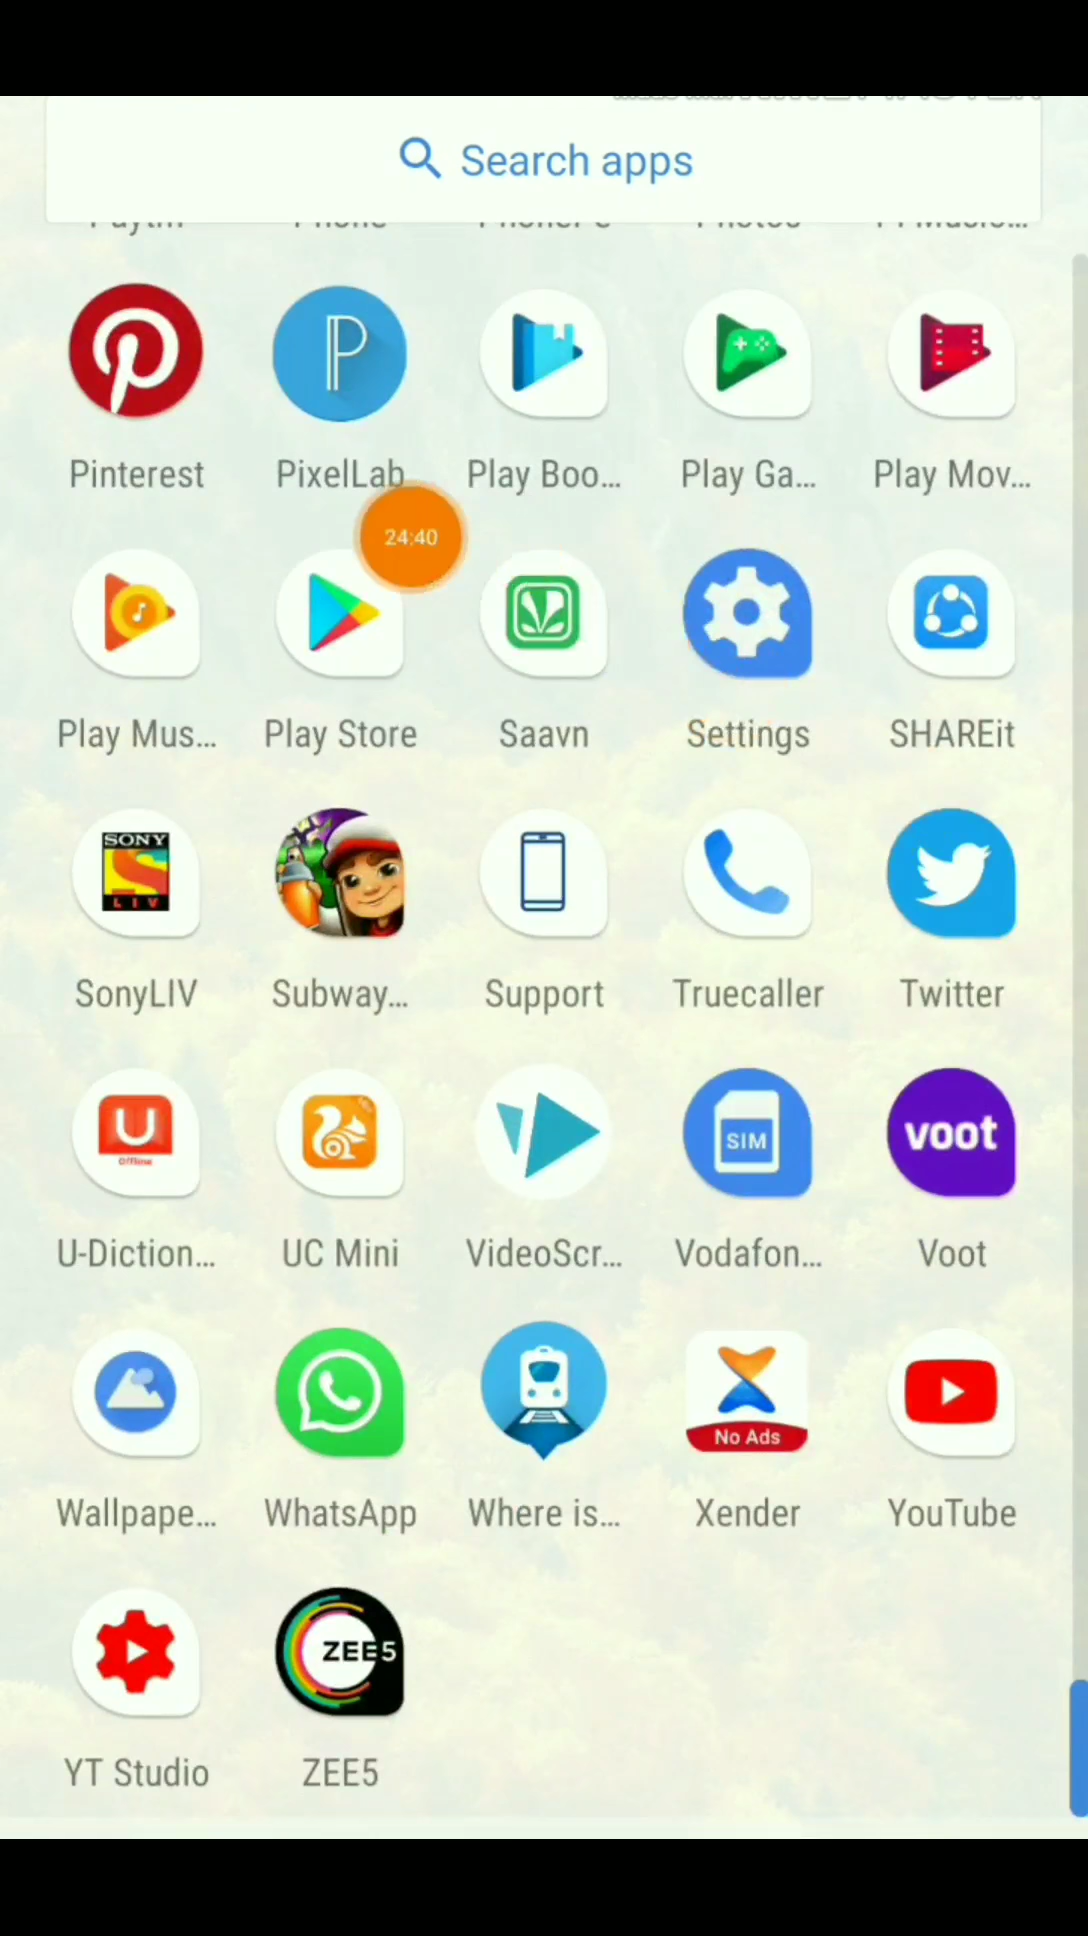 Search apps
Pinterest PixelLab Play Boo... Play Ga... Play Mov...
24:40
Play Mus... Play Store Saavn Settings SHAREit
SONY
LIV
SonyLIV Subway... Support Truecaller Twitter
U
Offline
SIM
voot
U-Diction... UC Mini VideoScr... Vodafon... Voot
No Ads
Wallpape... WhatsApp Where is... Xender YouTube
ZEE5
YT Studio ZEE5